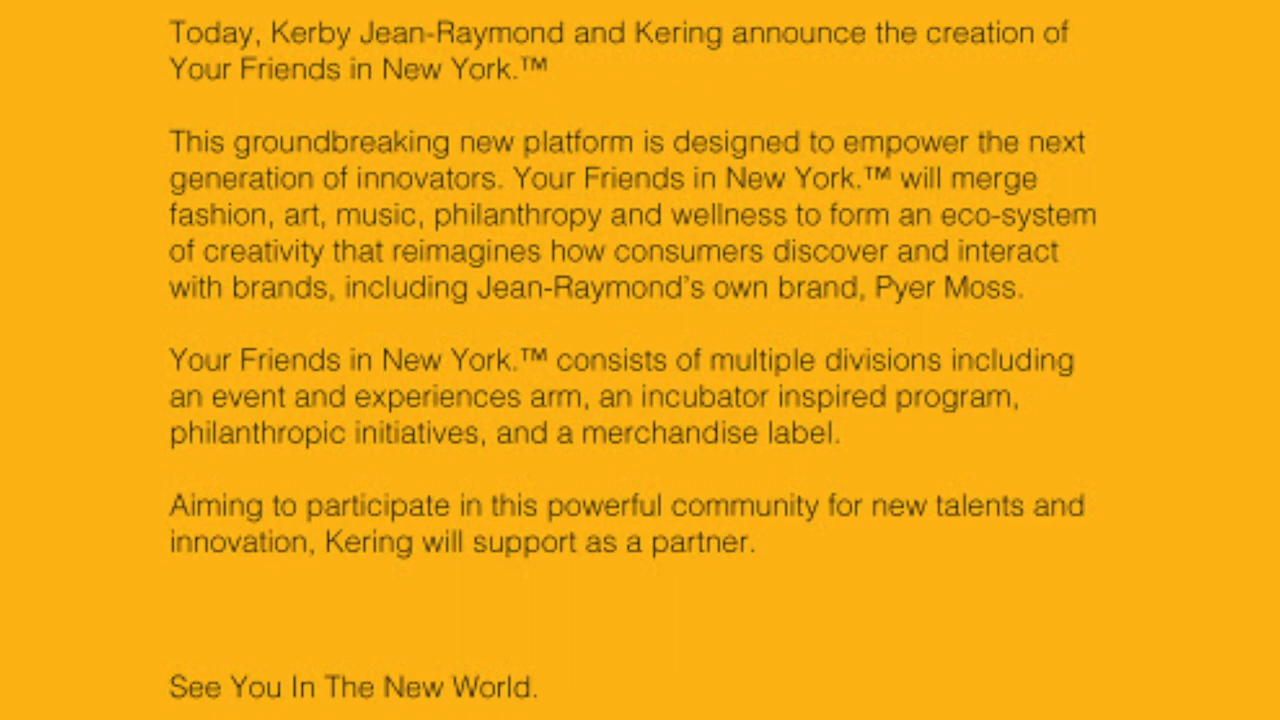 Today, Kerby Jean-Raymond and Kering announce the creation of
Your Friends in New York.™
This groundbreaking new platform is designed to empower the next
generation of innovators. Your Friends in New York.™ will merge
fashion, art, music, philanthropy and wellness to form an eco-system
of creativity that reimagines how consumers discover and interact
with brands, including Jean-Raymond’s own brand, Pyer Moss.
Your Friends in New York.™ consists of multiple divisions including
an event and experiences arm, an incubator inspired program,
philanthropic initiatives, and a merchandise label.
Aiming to participate in this powerful community for new talents and
innovation, Kering will support as a partner.
See You In The New World.